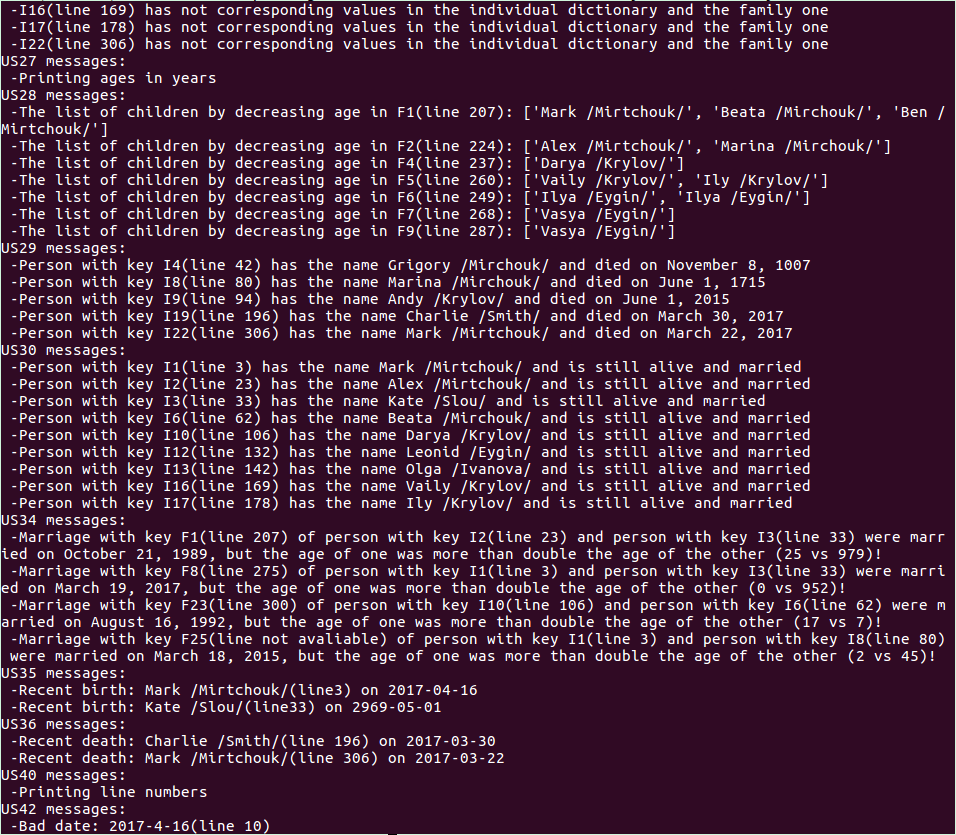 -I16(line 169) has not corresponding values in the individual dictionary and the family one
-I17(line 178) has not corresponding values in the individual dictionary and the family one
-I22(line 306) has not corresponding values in the individual dictionary and the family one
US27 messages:
-Printing ages in years
US28 messages:
-The list of children by decreasing age in F1(line 207): ['Mark /Mirtchouk/', 'Beata /Mirchouk/', 'Ben /
Mirtchouk/']
-The list of children by decreasing age in F2(line 224): ['Alex /Mirtchouk/', 'Marina /Mirchouk/']
-The list of children by decreasing age in F4(line 237): ['Darya /Krylov/']
-The list of children by decreasing age in F5(line 260): ['Vaily /Krylov/', 'Ily /Krylov/']
-The list of children by decreasing age in F6(line 249): ['Ilya /Eygin/', 'Ilya /Eygin/']
-The list of children by decreasing age in F7(line 268): ['Vasya /Eygin/']
-The list of children by decreasing age in F9(line 287): ['Vasya /Eygin/']
US29 messages:
-Person with key I4(line 42) has the name Grigory /Mirchouk/ and died on November 8, 1007
-Person with key I8(line 80) has the name Marina /Mirchouk/ and died on June 1, 1715
-Person with key I9(line 94) has the name Andy /Krylov/ and died on June 1, 2015
-Person with key I19(line 196) has the name Charlie /Smith/ and died on March 30, 2017
-Person with key I22(line 306) has the name Mark /Mirtchouk/ and died on March 22, 2017
US30 messages:
-Person with key I1(line 3) has the name Mark /Mirtchouk/ and is still alive and married
-Person with key I2(line 23) has the name Alex /Mirtchouk/ and is still alive and married
-Person with key I3(line 33) has the name Kate /Slou/ and is still alive and married
-Person with key I6(line 62) has the name Beata /Mirchouk/ and is still alive and married
-Person with key I10(line 106) has the name Darya /Krylov/ and is still alive and married
-Person with key I12(line 132) has the name Leonid /Eygin/ and is still alive and married
-Person with key I13(line 142) has the name Olga /Ivanova/ and is still alive and married
-Person with key I16(line 169) has the name Vaily /Krylov/ and is still alive and married
-Person with key I17(line 178) has the name Ily /Krylov/ and is still alive and married
US34 messages:
-Marriage with key F1(line 207) of person with key I2(line 23) and person with key I3(line 33) were marr
ied on October 21, 1989, but the age of one was more than double the age of the other (25 vs 979)!
-Marriage with key F8(line 275) of person with key I1(line 3) and person with key I3(line 33) were marri
ed on March 19, 2017, but the age of one was more than double the age of the other (0 vs 952)!
-Marriage with key F23(line 300) of person with key I10(line 106) and person with key I6(line 62) were m
arried on August 16, 1992, but the age of one was more than double the age of the other (17 vs 7)!
-Marriage with key F25(line not avaliable) of person with key I1(line 3) and person with key I8(line 80)
were married on March 18, 2015, but the age of one was more than double the age of the other (2 vs 45)!
US35 messages:
-Recent birth: Mark /Mirtchouk/(line3) on 2017-04-16
-Recent birth: Kate /Slou/(line33) on 2969-05-01
US36 messages:
-Recent death: Charlie /Smith/(line 196) on 2017-03-30
-Recent death: Mark /Mirtchouk/(line 306) on 2017-03-22
US40 messages:
-Printing line numbers
US42 messages:
-Bad date: 2017-4-16(line 10)